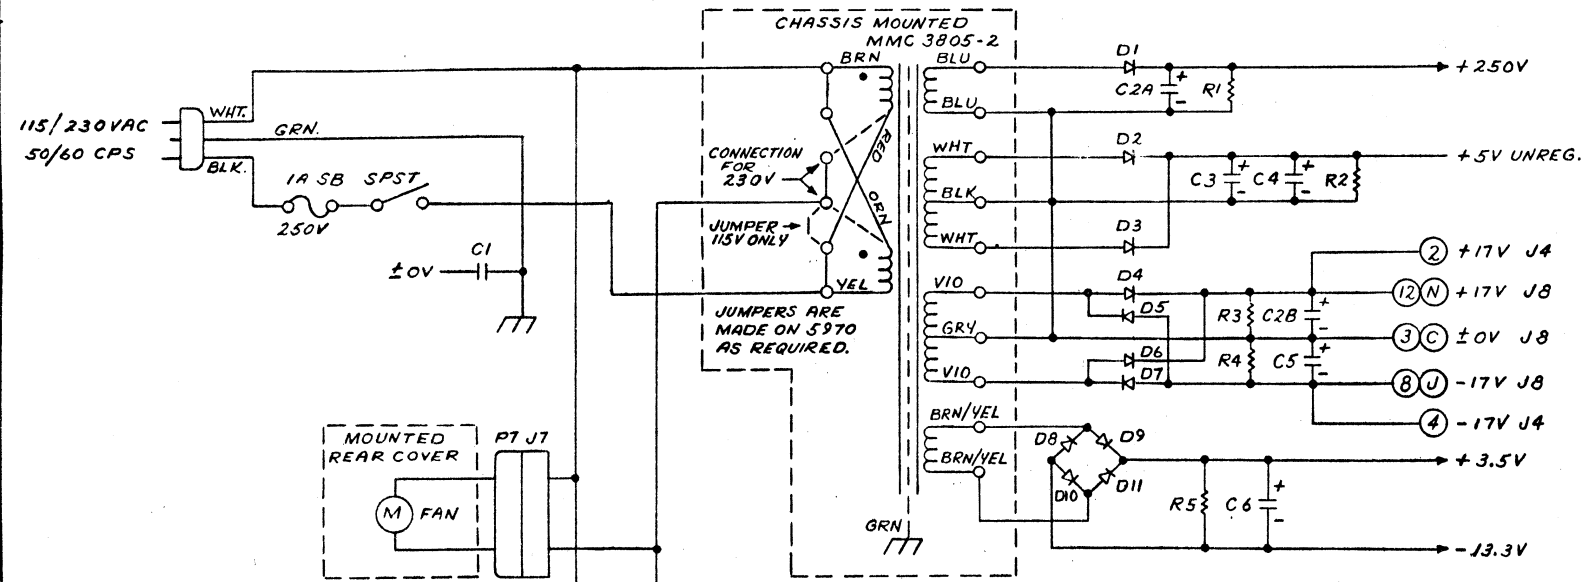 CHASSIS MOUNTED
MMC 3805-2
115/230VAC
50/60 CPS
WHT.
GRN.
BLK.
1A SB
250V
SPST
C1
±0V
BRN
RED
ORN
YEL
CONNECTION
FOR
230V
JUMPER
115V ONLY
JUMPERS ARE
MADE ON 5970
AS REQUIRED.
GRN
BLU
BLU
WHT
BLK
WHT
VIO
GRY
VIO
BRN/YEL
BRN/YEL
D1
C2A
+
-
R1
+250V
D2
D3
C3
+
-
C4
+
-
R2
+5V UNREG.
D4
D5
D6
D7
R3
C2B
+
-
R4
C5
+
-
2 +17V J4
12 N +17V J8
3 C ±0V J8
8 J -17V J8
4 -17V J4
D8
D9
D10
D11
R5
C6
+
-
+3.5V
-13.3V
MOUNTED
REAR COVER
P7 J7
M FAN